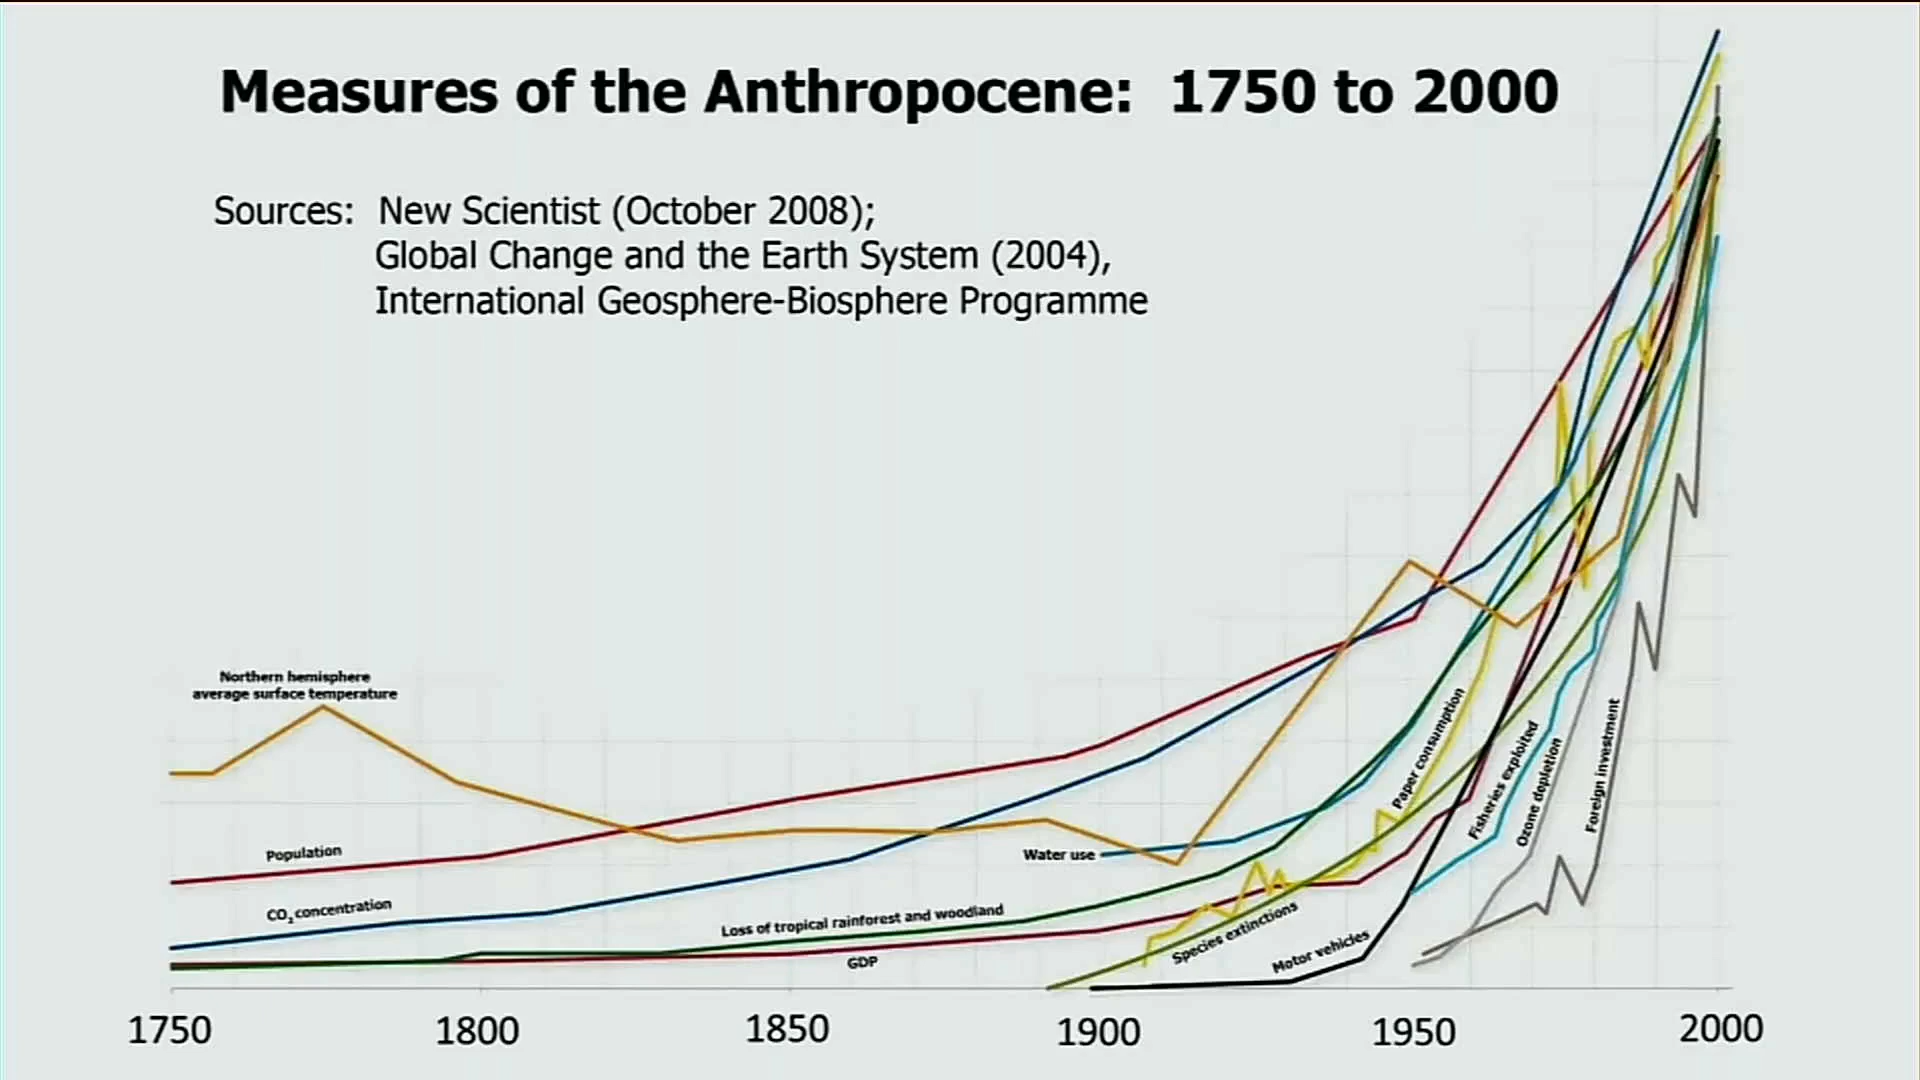 Measures of the Anthropocene: 1750 to 2000
Sources: New Scientist (October 2008);
Global Change and the Earth System (2004),
International Geosphere-Biosphere Programme
Northern hemisphere
average surface temperature
Population
CO₂ concentration
Loss of tropical rainforest and woodland
GDP
Water use
Species extinctions
Motor vehicles
Paper consumption
Fisheries exploited
Ozone depletion
Foreign investment
1750 1800 1850 1900 1950 2000